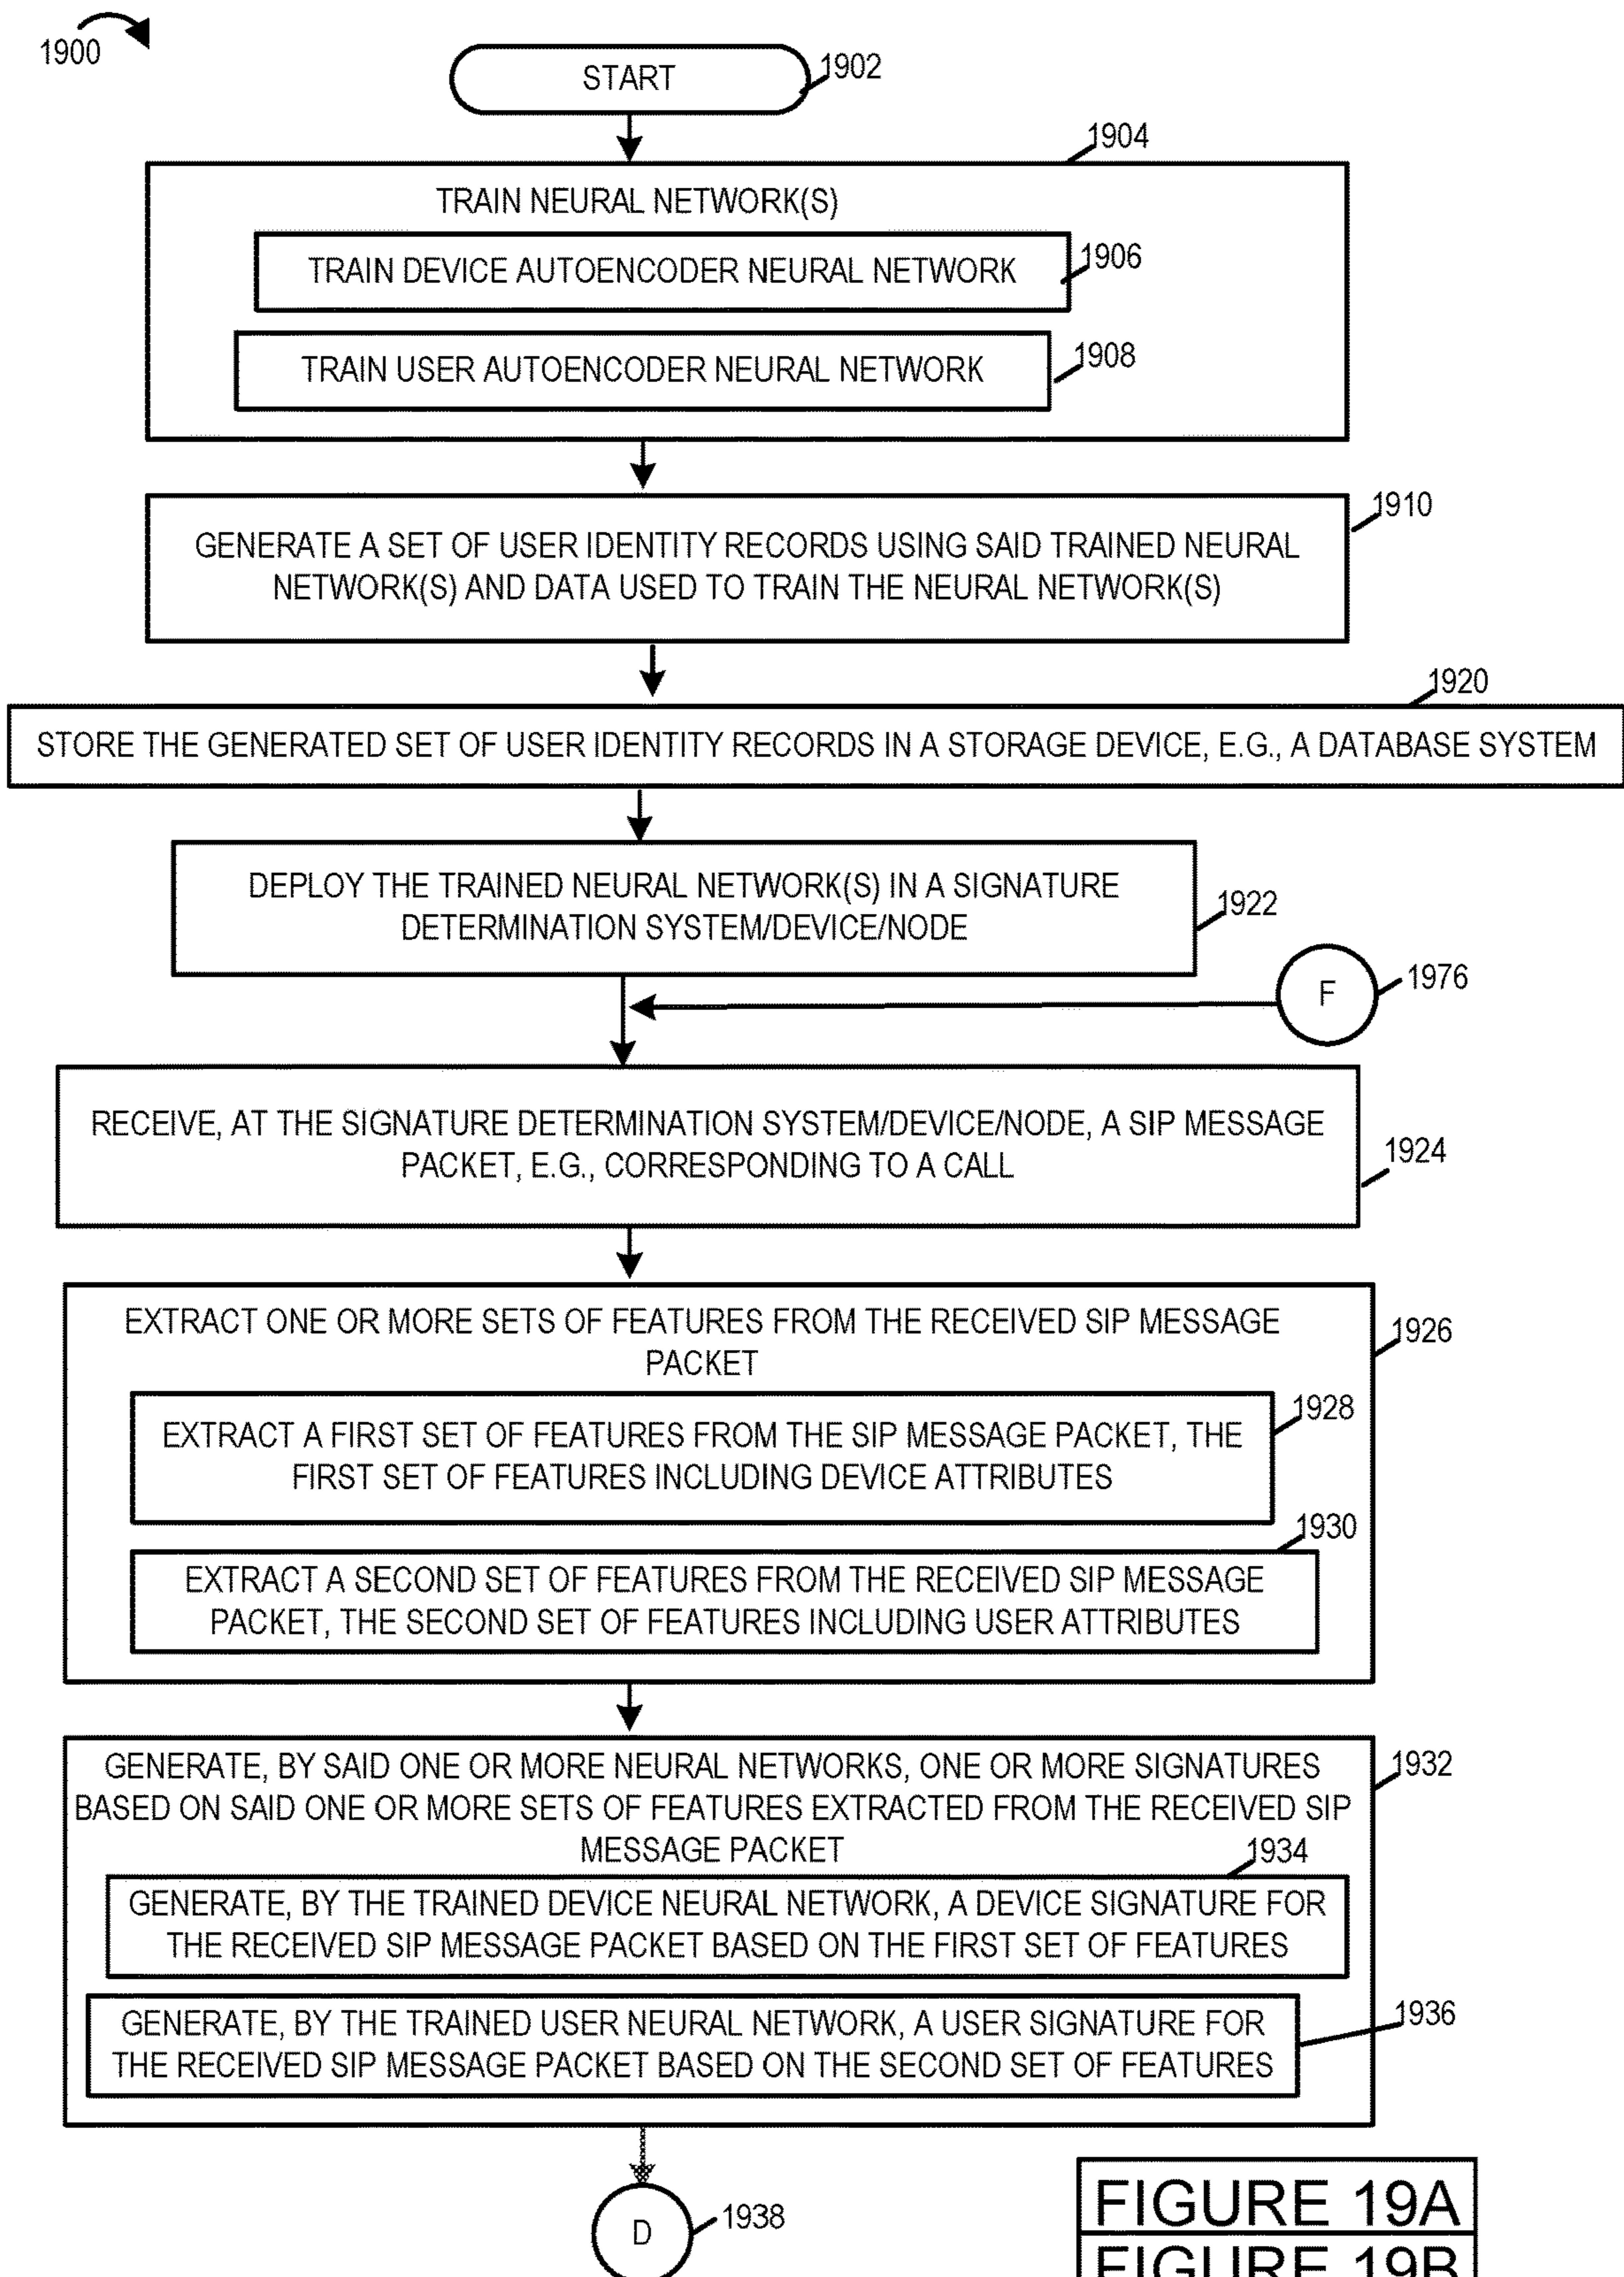 1900
START
1902
1904
TRAIN NEURAL NETWORK(S)
TRAIN DEVICE AUTOENCODER NEURAL NETWORK
1906
TRAIN USER AUTOENCODER NEURAL NETWORK
1908
1910
GENERATE A SET OF USER IDENTITY RECORDS USING SAID TRAINED NEURAL
NETWORK(S) AND DATA USED TO TRAIN THE NEURAL NETWORK(S)
1920
STORE THE GENERATED SET OF USER IDENTITY RECORDS IN A STORAGE DEVICE, E.G., A DATABASE SYSTEM
DEPLOY THE TRAINED NEURAL NETWORK(S) IN A SIGNATURE
DETERMINATION SYSTEM/DEVICE/NODE
1922
F
1976
RECEIVE, AT THE SIGNATURE DETERMINATION SYSTEM/DEVICE/NODE, A SIP MESSAGE
PACKET, E.G., CORRESPONDING TO A CALL
1924
EXTRACT ONE OR MORE SETS OF FEATURES FROM THE RECEIVED SIP MESSAGE
PACKET
1926
1928
EXTRACT A FIRST SET OF FEATURES FROM THE SIP MESSAGE PACKET, THE
FIRST SET OF FEATURES INCLUDING DEVICE ATTRIBUTES
1930
EXTRACT A SECOND SET OF FEATURES FROM THE RECEIVED SIP MESSAGE
PACKET, THE SECOND SET OF FEATURES INCLUDING USER ATTRIBUTES
GENERATE, BY SAID ONE OR MORE NEURAL NETWORKS, ONE OR MORE SIGNATURES
BASED ON SAID ONE OR MORE SETS OF FEATURES EXTRACTED FROM THE RECEIVED SIP
MESSAGE PACKET
1932
1934
GENERATE, BY THE TRAINED DEVICE NEURAL NETWORK, A DEVICE SIGNATURE FOR
THE RECEIVED SIP MESSAGE PACKET BASED ON THE FIRST SET OF FEATURES
GENERATE, BY THE TRAINED USER NEURAL NETWORK, A USER SIGNATURE FOR
THE RECEIVED SIP MESSAGE PACKET BASED ON THE SECOND SET OF FEATURES
1936
D
1938
FIGURE 19A
FIGURE 19B